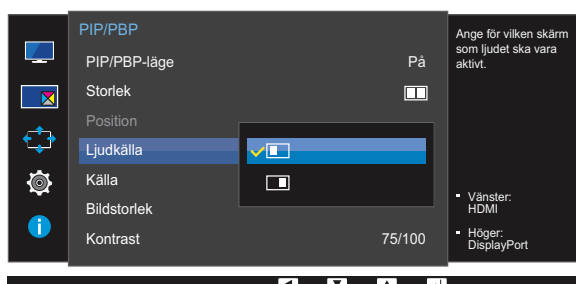 PIP/PBP
PIP/PBP-läge På
Storlek
Position
Ljudkälla
Källa
Bildstorlek
Kontrast 75/100
Ange för vilken skärm
som ljudet ska vara
aktivt.
Vänster:
HDMI
Höger:
DisplayPort